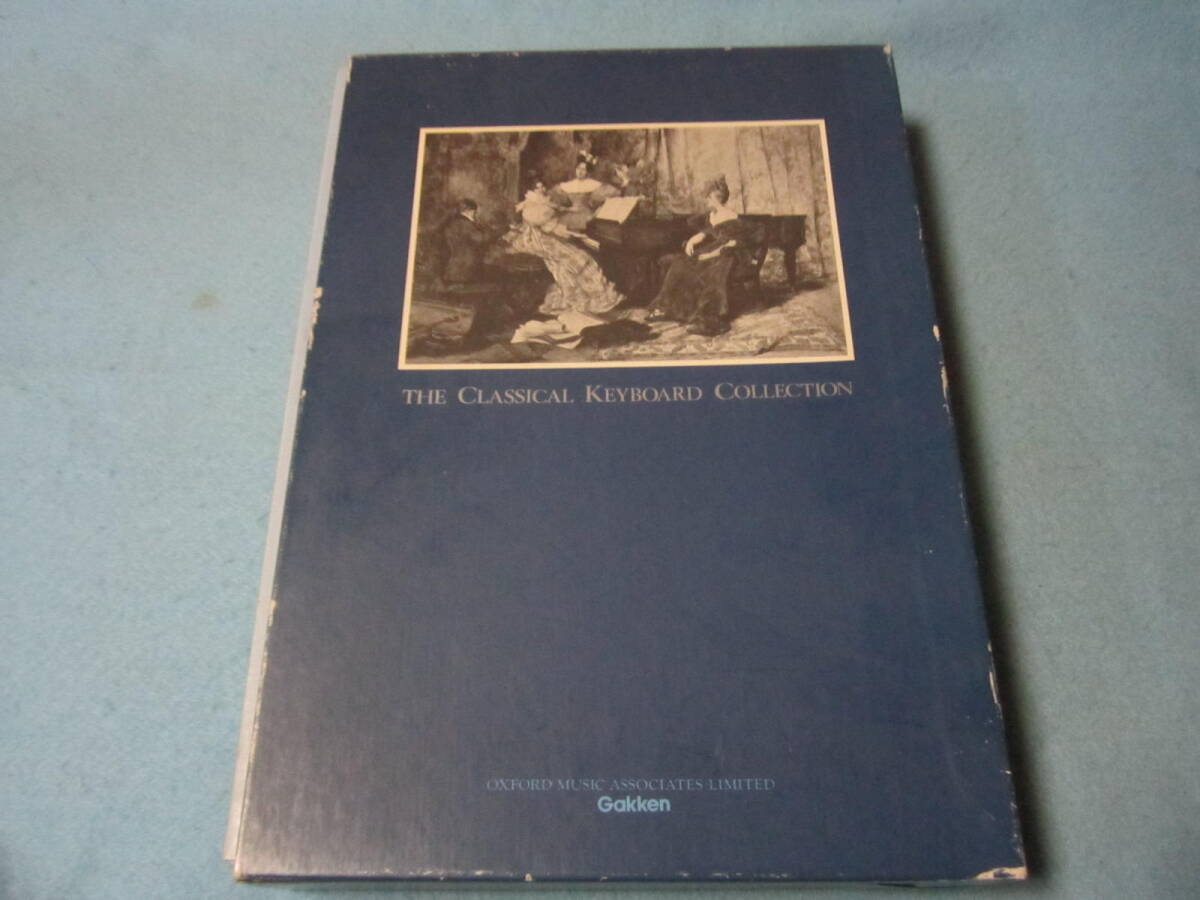 THE CLASSICAL KEYBOARD COLLECTION
OXFORD MUSIC ASSOCIATES LIMITED
Gakken